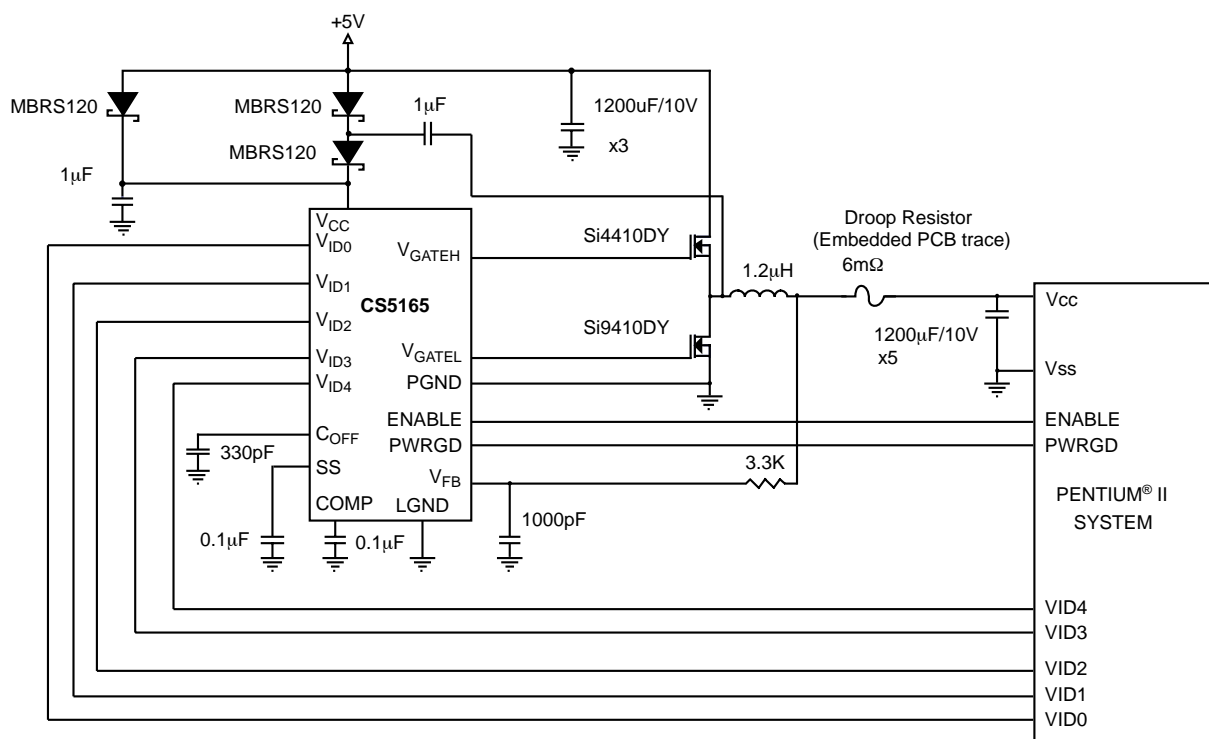 +5V
MBRS120
MBRS120
1μF
1200uF/10V
x3
MBRS120
1μF
Droop Resistor
(Embedded PCB trace)
6mΩ
Si4410DY
1.2μH
VCC
VID0
VGATEH
VID1
CS5165
Vcc
VID2
Si9410DY
1200μF/10V
x5
VID3
VGATEL
Vss
VID4
PGND
COFF
ENABLE
ENABLE
330pF
PWRGD
PWRGD
SS
VFB
3.3K
COMP
LGND
1000pF
PENTIUM® II
SYSTEM
0.1μF
0.1μF
VID4
VID3
VID2
VID1
VID0